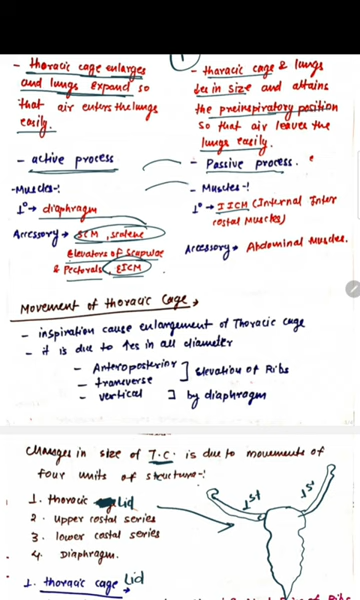 - thoracic cage enlarges
and lungs expand so
that air enters the lungs
easily.
- active process
- Muscles-:
1° → diaphragm
Accessory → SCM, scalene
Elevators of Scapulae
& Pectorals, EICM
- thoracic cage & lungs
↓es in size and attains
the preinspiratory position
so that air leaves the
lungs easily.
- Passive process.
- Muscles-:
1° → IICM (Internal Inter
costal Muscles)
Accessory → Abdominal Muscles.
Movement of Thoracic Cage →
- inspiration cause enlargement of Thoracic cage
- it is due to ↑es in all diameter
- Anteroposterior ] Elevation of Ribs
- transverse
- vertical ] by diaphragm
Changes in size of T.C. is due to movements of
four units of structure-:
1. thoracic Lid
2. upper costal series
3. lower costal series
4. Diaphragm.
1st 1st
1. thoracic cage Lid